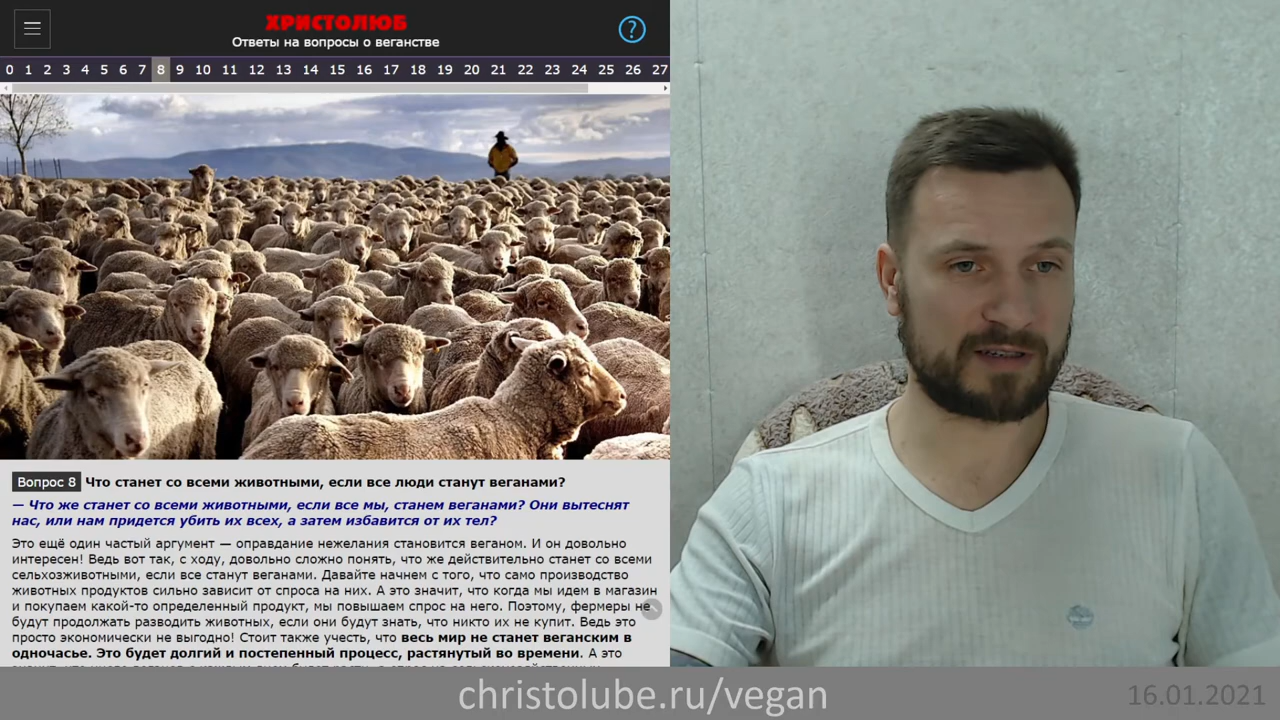 ХРИСТОЛЮБ
Ответы на вопросы о веганстве
?
0 1 2 3 4 5 6 7 8 9 10 11 12 13 14 15 16 17 18 19 20 21 22 23 24 25 26 27
Вопрос 8 Что станет со всеми животными, если все люди станут веганами?
— Что же станет со всеми животными, если все мы, станем веганами? Они вытеснят
нас, или нам придется убить их всех, а затем избавится от их тел?
Это ещё один частый аргумент — оправдание нежелания становится веганом. И он довольно
интересен! Ведь вот так, с ходу, довольно сложно понять, что же действительно станет со всеми
сельхозживотными, если все станут веганами. Давайте начнем с того, что само производство
животных продуктов сильно зависит от спроса на них. А это значит, что когда мы идем в магазин
и покупаем какой-то определенный продукт, мы повышаем спрос на него. Поэтому, фермеры не
будут продолжать разводить животных, если они будут знать, что никто их не купит. Ведь это
просто экономически не выгодно! Стоит также учесть, что весь мир не станет веганским в
одночасье. Это будет долгий и постепенный процесс, растянутый во времени. А это
christolube.ru/vegan
16.01.2021